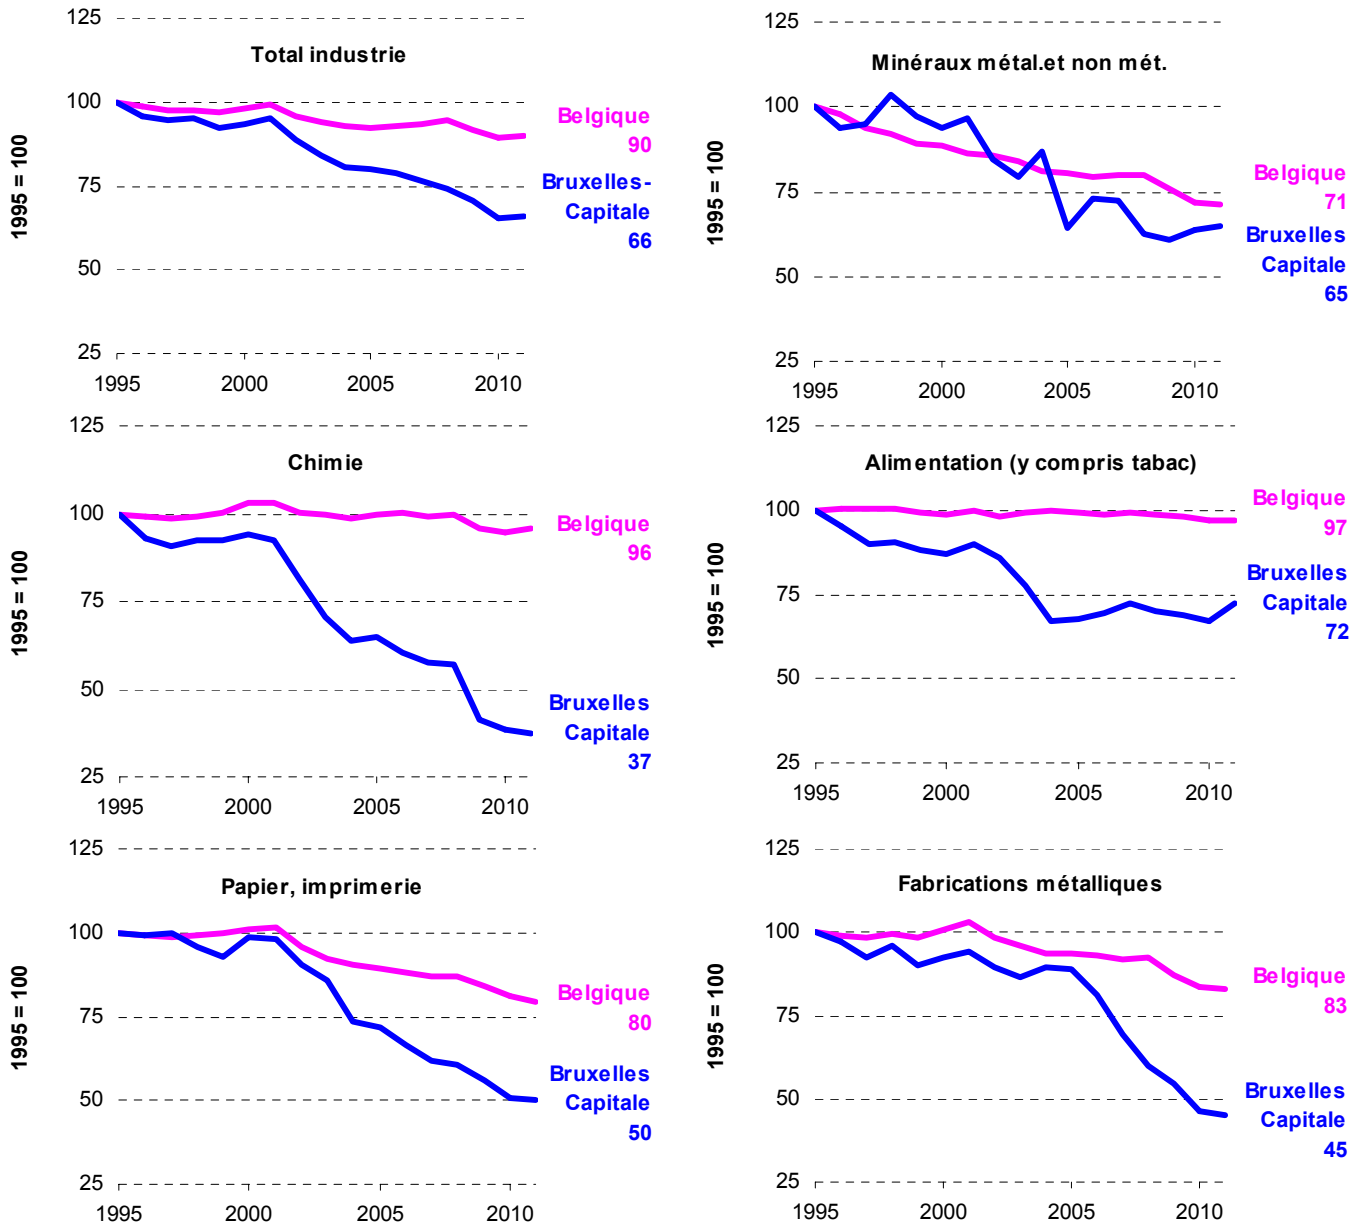 125
Total industrie
100
75
50
25
1995 = 100
1995
2000
2005
2010
Belgique
90
Bruxelles-
Capitale
66
125
Minéraux métal.et non mét.
100
75
50
25
1995 = 100
1995
2000
2005
2010
Belgique
71
Bruxelles
Capitale
65
125
Chimie
100
75
50
25
1995 = 100
1995
2000
2005
2010
Belgique
96
Bruxelles
Capitale
37
125
Alimentation (y compris tabac)
100
75
50
25
1995 = 100
1995
2000
2005
2010
Belgique
97
Bruxelles
Capitale
72
125
Papier, imprimerie
100
75
50
25
1995 = 100
1995
2000
2005
2010
Belgique
80
Bruxelles
Capitale
50
125
Fabrications métalliques
100
75
50
25
1995 = 100
1995
2000
2005
2010
Belgique
83
Bruxelles
Capitale
45